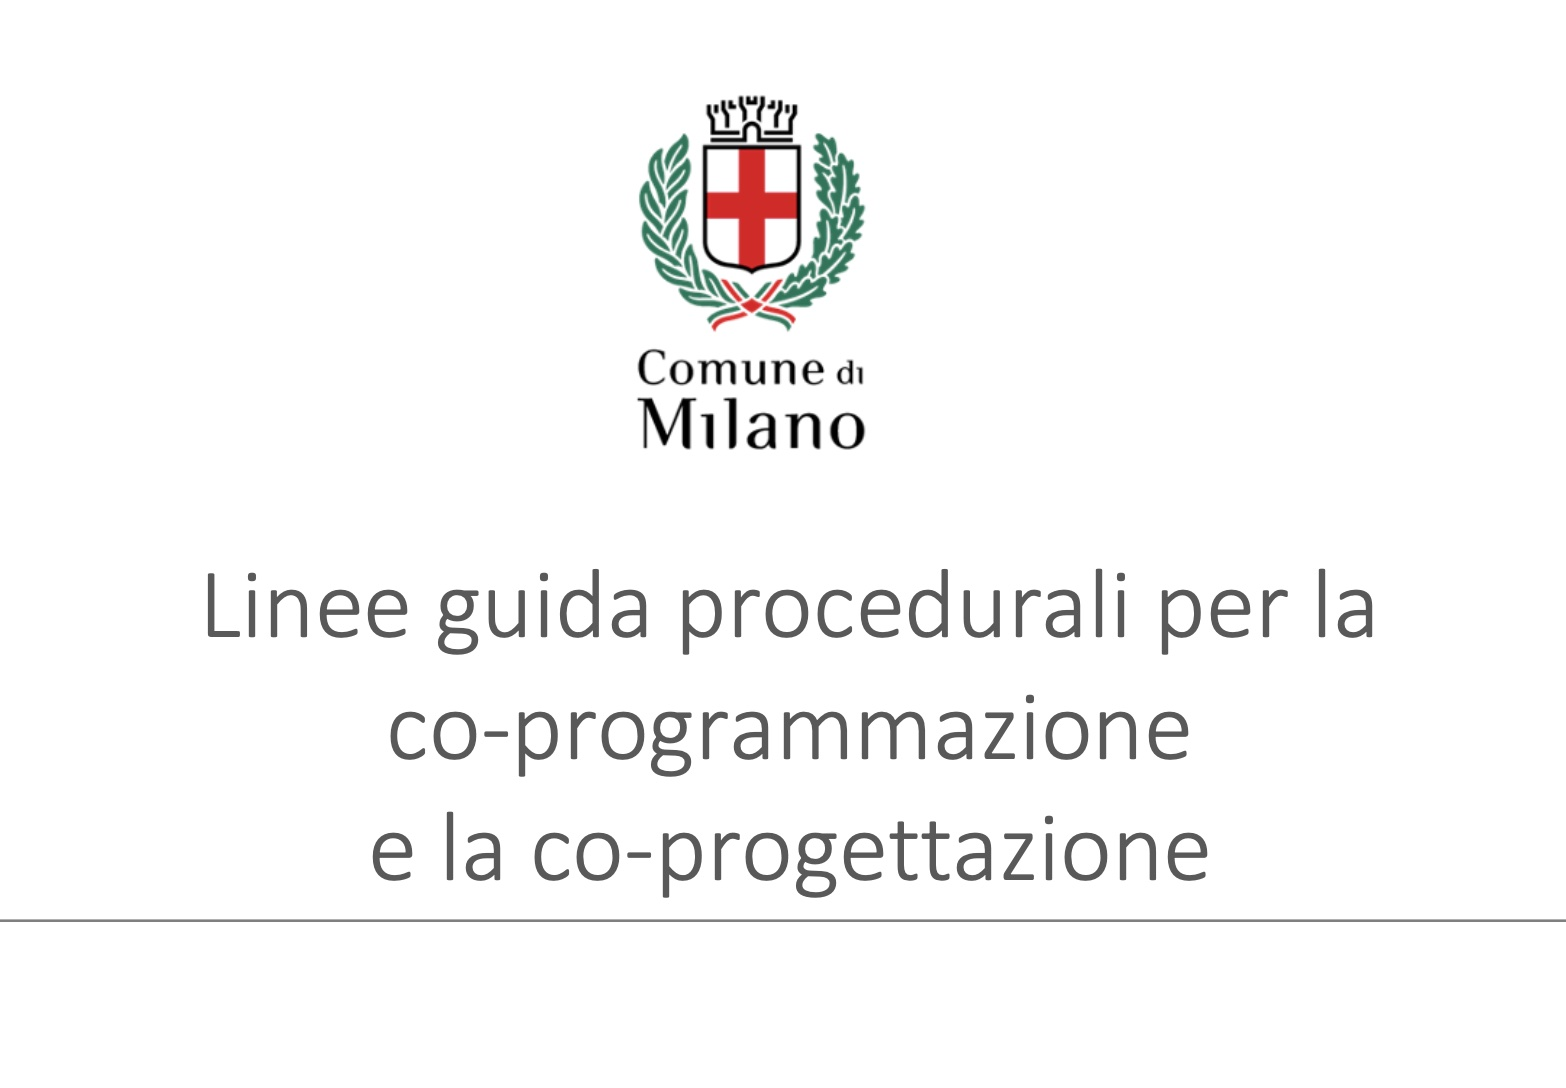 Comune di
Milano
Linee guida procedurali per la
co-programmazione
e la co-progettazione